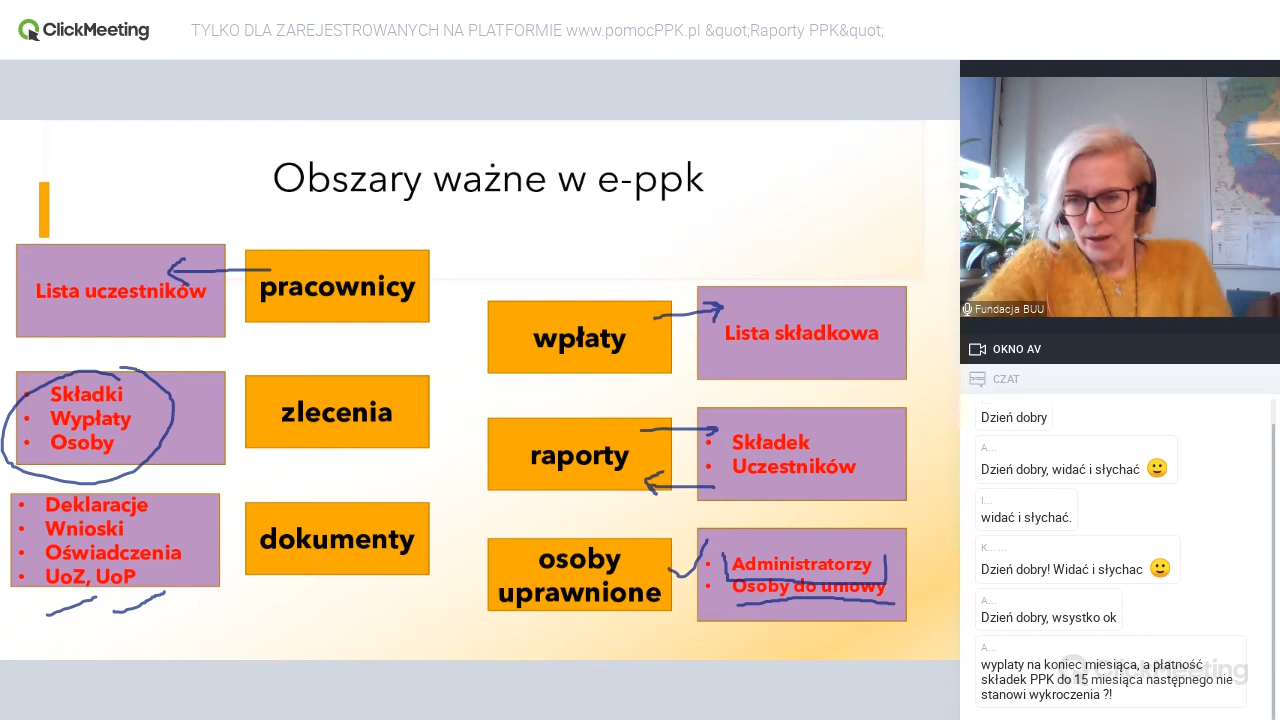 ClickMeeting
TYLKO DLA ZAREJESTROWANYCH NA PLATFORMIE www.pomocPPK.pl &quot;Raporty PPK&quot;
Obszary ważne w e-ppk
Lista uczestników
pracownicy
• Składki
• Wypłaty
• Osoby
zlecenia
• Deklaracje
• Wnioski
• Oświadczenia
• UoZ, UoP
dokumenty
wpłaty
Lista składkowa
raporty
• Składek
• Uczestników
osoby
uprawnione
• Administratorzy
• Osoby do umowy
Fundacja BUU
OKNO AV
CZAT
I...
Dzień dobry
A...
Dzień dobry, widać i słychać 🙂
I...
widać i słychać.
K... ...
Dzień dobry! Widać i słychac 🙂
A...
Dzień dobry, wsystko ok
A...
wyplaty na koniec miesiąca, a płatność
składek PPK do 15 miesiąca następnego nie
stanowi wykroczenia ?!
ClickMeeting